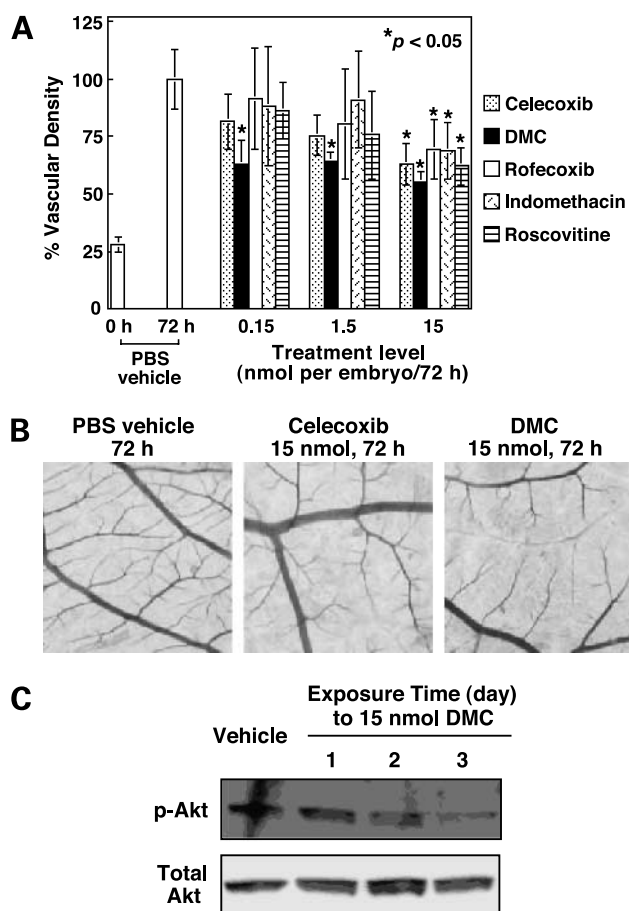 A
*p < 0.05
% Vascular Density
125
100
75
50
25
0
* * * * * * *
Celecoxib
DMC
Rofecoxib
Indomethacin
Roscovitine
0 h 72 h 0.15 1.5 15
PBS
vehicle
Treatment level
(nmol per embryo/72 h)
B
PBS vehicle
72 h
Celecoxib
15 nmol, 72 h
DMC
15 nmol, 72 h
C
Exposure Time (day)
to 15 nmol DMC
Vehicle
1 2 3
p-Akt
Total
Akt